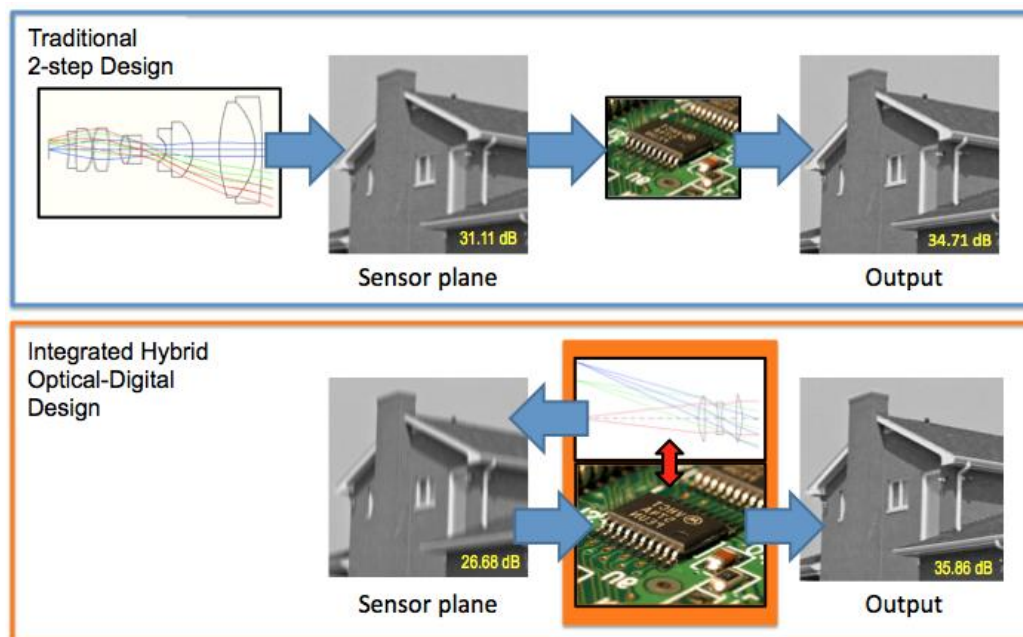 Traditional
2-step Design
31.11 dB
34.71 dB
Sensor plane
Output
Integrated Hybrid
Optical-Digital
Design
26.68 dB
35.86 dB
Sensor plane
Output